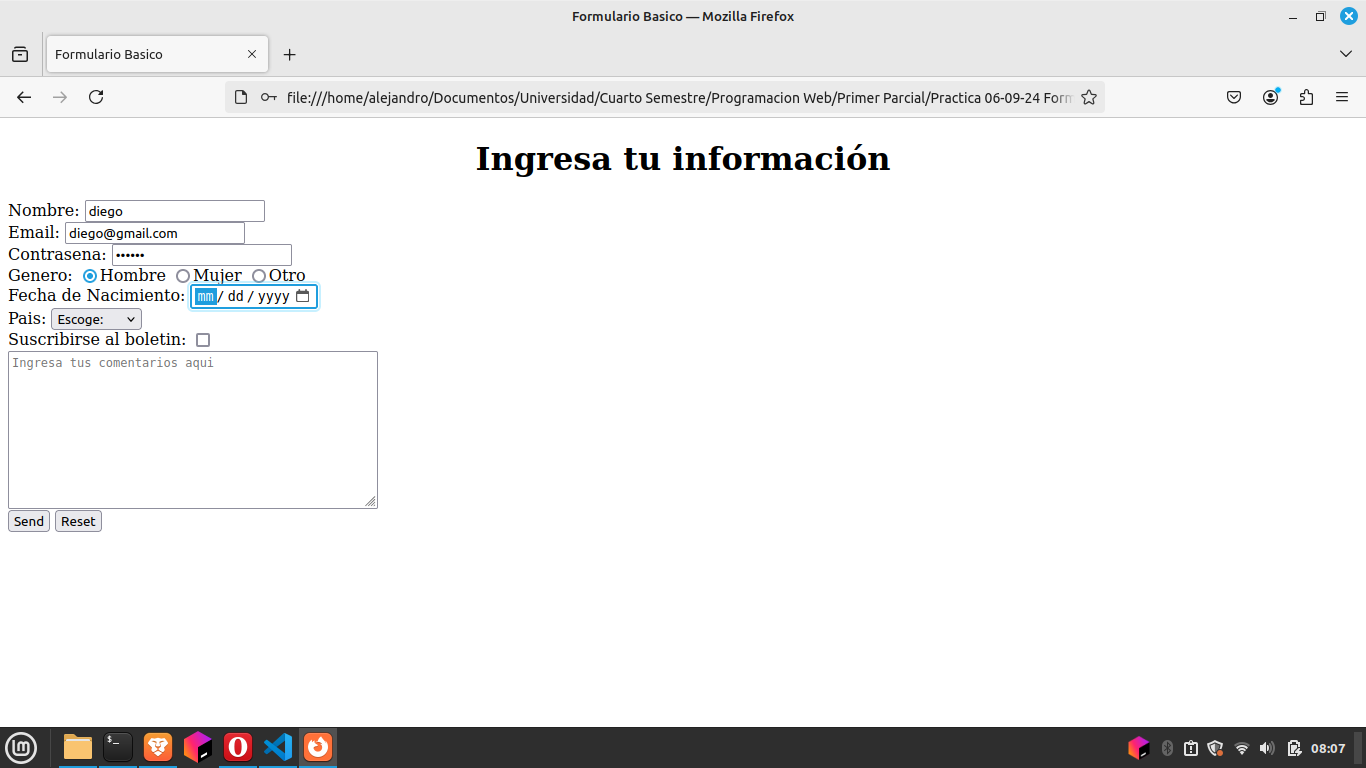 Formulario Basico — Mozilla Firefox
Formulario Basico
file:///home/alejandro/Documentos/Universidad/Cuarto Semestre/Programacion Web/Primer Parcial/Practica 06-09-24 Form
Ingresa tu información
Nombre: diego
Email: diego@gmail.com
Contrasena: ••••••
Genero: Hombre Mujer Otro
Fecha de Nacimiento: mm / dd / yyyy
Pais: Escoge:
Suscribirse al boletin:
Ingresa tus comentarios aqui
Send Reset
08:07